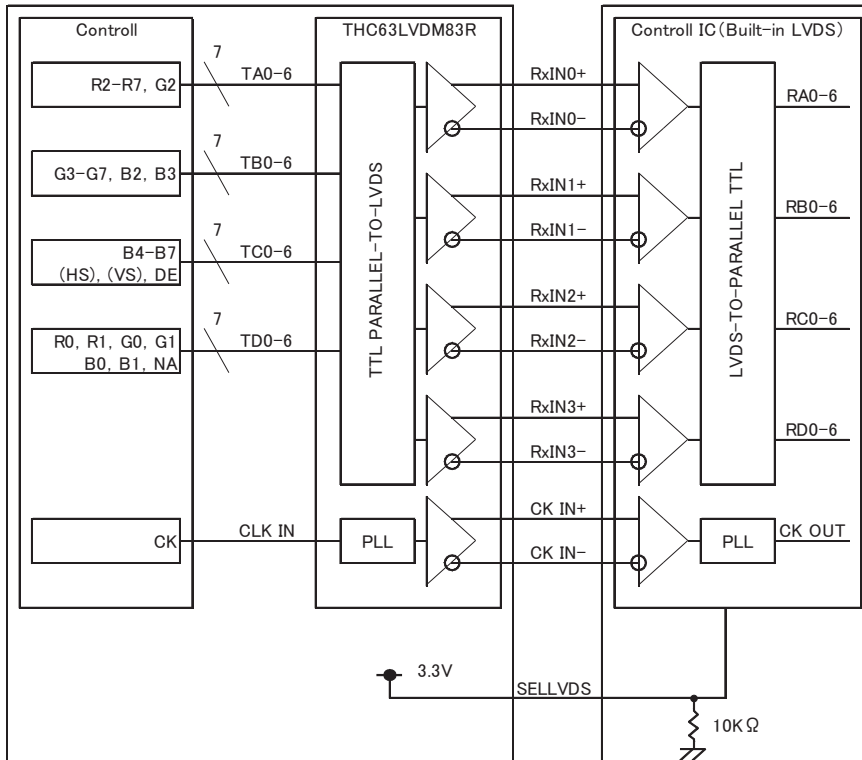 Controll
THC63LVDM83R
Controll IC(Built-in LVDS)
R2-R7, G2
7
TA0-6
RxIN0+
RxIN0-
RA0-6
G3-G7, B2, B3
7
TB0-6
RxIN1+
RxIN1-
RB0-6
B4-B7
(HS), (VS), DE
7
TC0-6
RxIN2+
RxIN2-
RC0-6
R0, R1, G0, G1
B0, B1, NA
7
TD0-6
RxIN3+
RxIN3-
RD0-6
TTL PARALLEL-TO-LVDS
LVDS-TO-PARALLEL TTL
CK
CLK IN
PLL
CK IN+
CK IN-
PLL
CK OUT
3.3V
SELLVDS
10KΩ